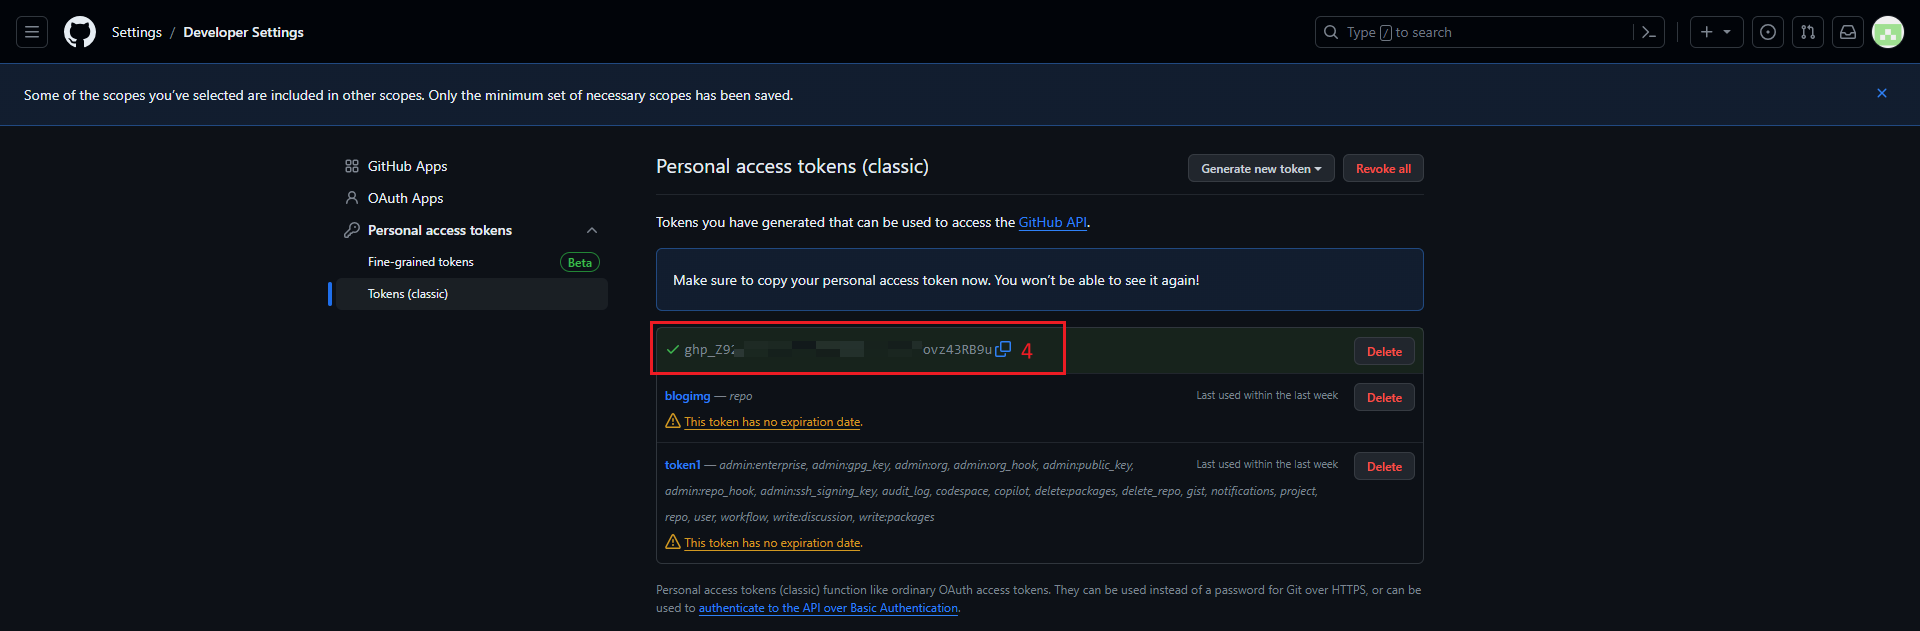 Settings / Developer Settings
Type / to search
Some of the scopes you've selected are included in other scopes. Only the minimum set of necessary scopes has been saved.
GitHub Apps
OAuth Apps
Personal access tokens
Fine-grained tokens Beta
Tokens (classic)
Personal access tokens (classic)
Generate new token
Revoke all
Tokens you have generated that can be used to access the GitHub API.
Make sure to copy your personal access token now. You won't be able to see it again!
ghp_Z92 ovz43RB9u 4
Delete
blogimg — repo
Last used within the last week
Delete
This token has no expiration date.
token1 — admin:enterprise, admin:gpg_key, admin:org, admin:org_hook, admin:public_key,
admin:repo_hook, admin:ssh_signing_key, audit_log, codespace, copilot, delete:packages, delete_repo, gist, notifications, project,
repo, user, workflow, write:discussion, write:packages
Last used within the last week
Delete
This token has no expiration date.
Personal access tokens (classic) function like ordinary OAuth access tokens. They can be used instead of a password for Git over HTTPS, or can be
used to authenticate to the API over Basic Authentication.